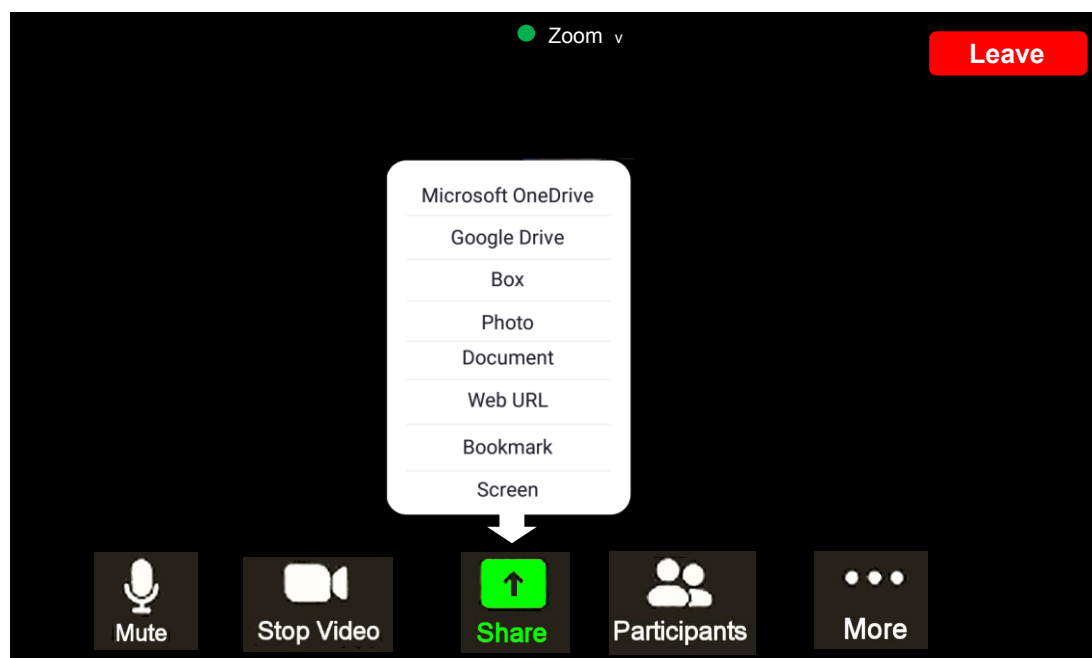 Zoom v
Leave
Microsoft OneDrive
Google Drive
Box
Photo
Document
Web URL
Bookmark
Screen
Mute
Stop Video
Share
Participants
More